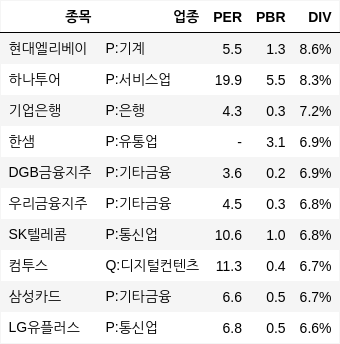 종목 업종 PER PBR DIV
현대엘리베이 P:기계 5.5 1.3 8.6%
하나투어 P:서비스업 19.9 5.5 8.3%
기업은행 P:은행 4.3 0.3 7.2%
한샘 P:유통업 - 3.1 6.9%
DGB금융지주 P:기타금융 3.6 0.2 6.9%
우리금융지주 P:기타금융 4.5 0.3 6.8%
SK텔레콤 P:통신업 10.6 1.0 6.8%
컴투스 Q:디지털컨텐츠 11.3 0.4 6.7%
삼성카드 P:기타금융 6.6 0.5 6.7%
LG유플러스 P:통신업 6.8 0.5 6.6%